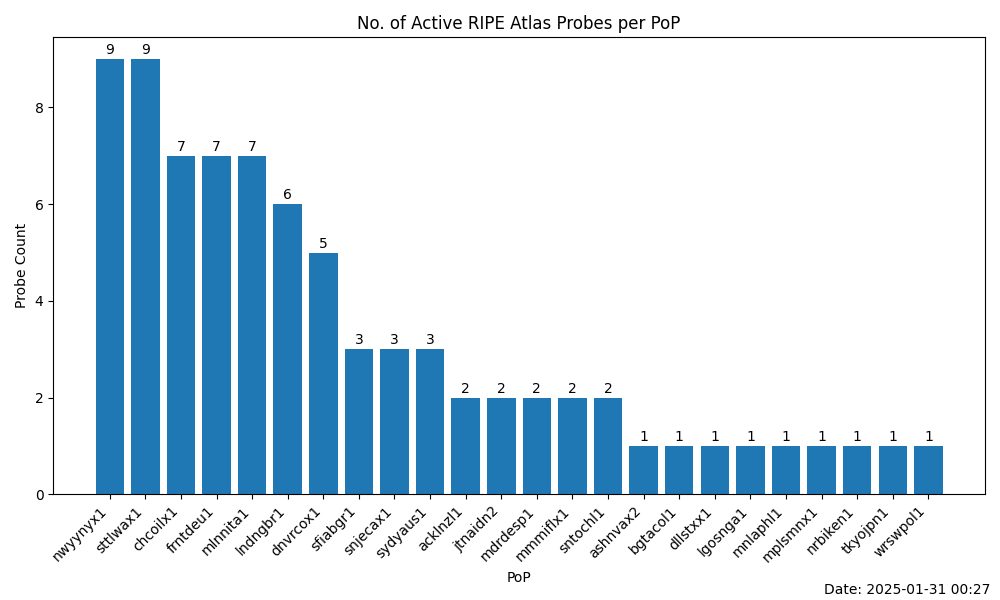 No. of Active RIPE Atlas Probes per PoP
9 9 7 7 7 6 5 3 3 3 2 2 2 2 2 1 1 1 1 1 1 1 1 1
Probe Count
8
6
4
2
0
nwyynyx1 sttlwax1 chcoilx1 frntdeu1 mlnnita1 lndngbr1 dnvrcox1 sfiabgr1 snjecax1 sydyaus1 acklnzl1 jtnaidn2 mdrdesp1 mmmiflx1 sntochl1 ashnvax2 bgtacol1 dllstxx1 lgosnga1 mnlaphl1 mplsmnx1 nrbiken1 tkyojpn1 wrswpol1
PoP
Date: 2025-01-31 00:27